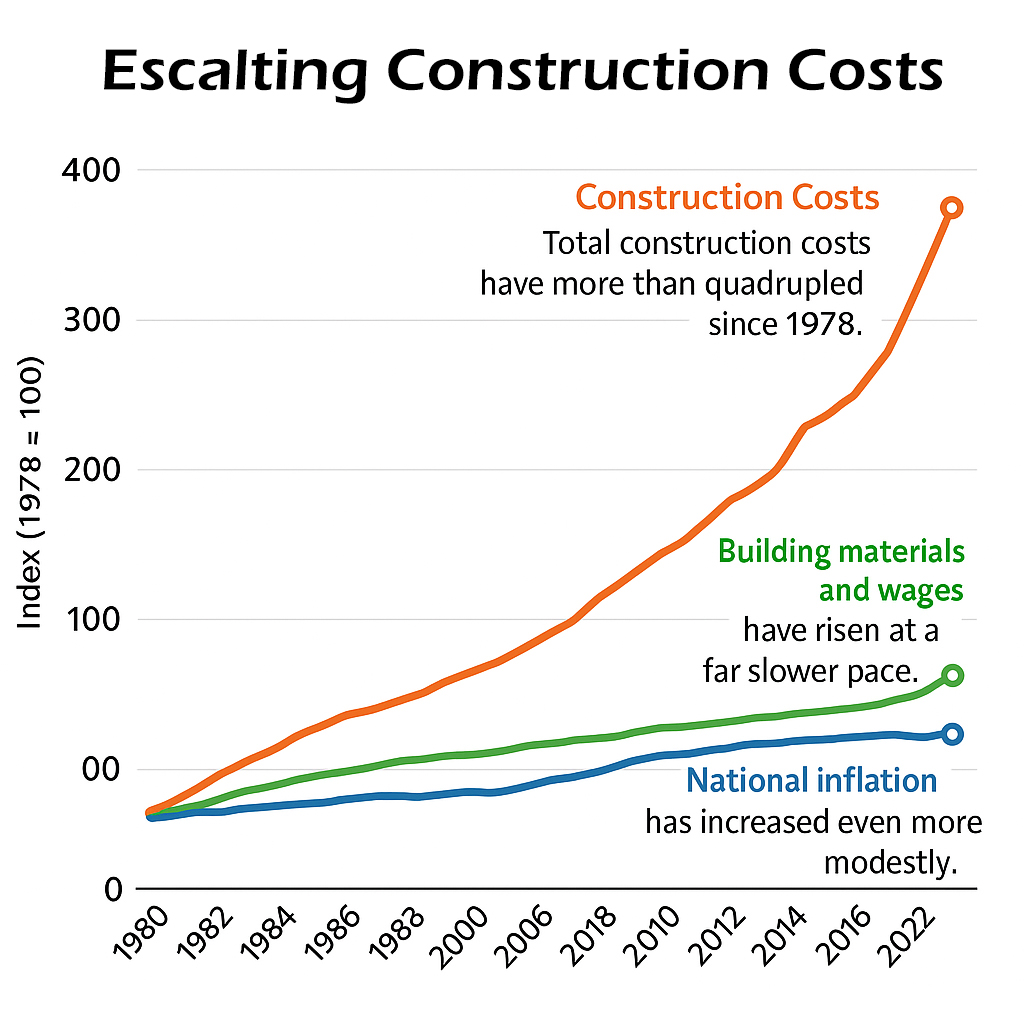 Escalting Construction Costs
400
Construction Costs
Total construction costs
have more than quadrupled
since 1978.
300
Index (1978 = 100)
200
Building materials
and wages
have risen at a
far slower pace.
100
00
National inflation
has increased even more
modestly.
0
1980 1982 1984 1986 1983 2000 2006 2018 2010 2012 2014 2016 2022